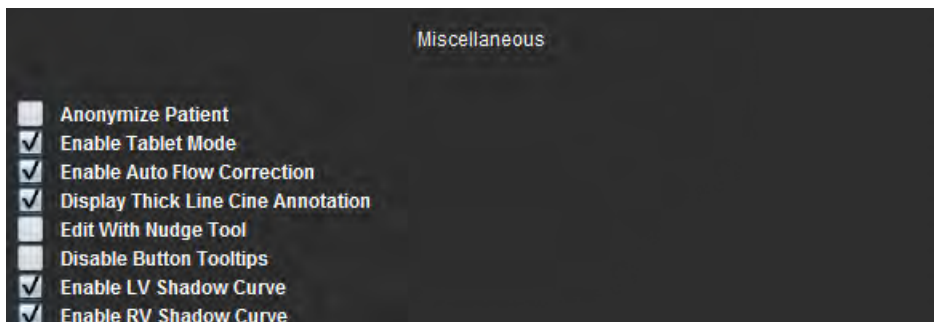 Miscellaneous
Anonymize Patient
Enable Tablet Mode
Enable Auto Flow Correction
Display Thick Line Cine Annotation
Edit With Nudge Tool
Disable Button Tooltips
Enable LV Shadow Curve
Enable RV Shadow Curve